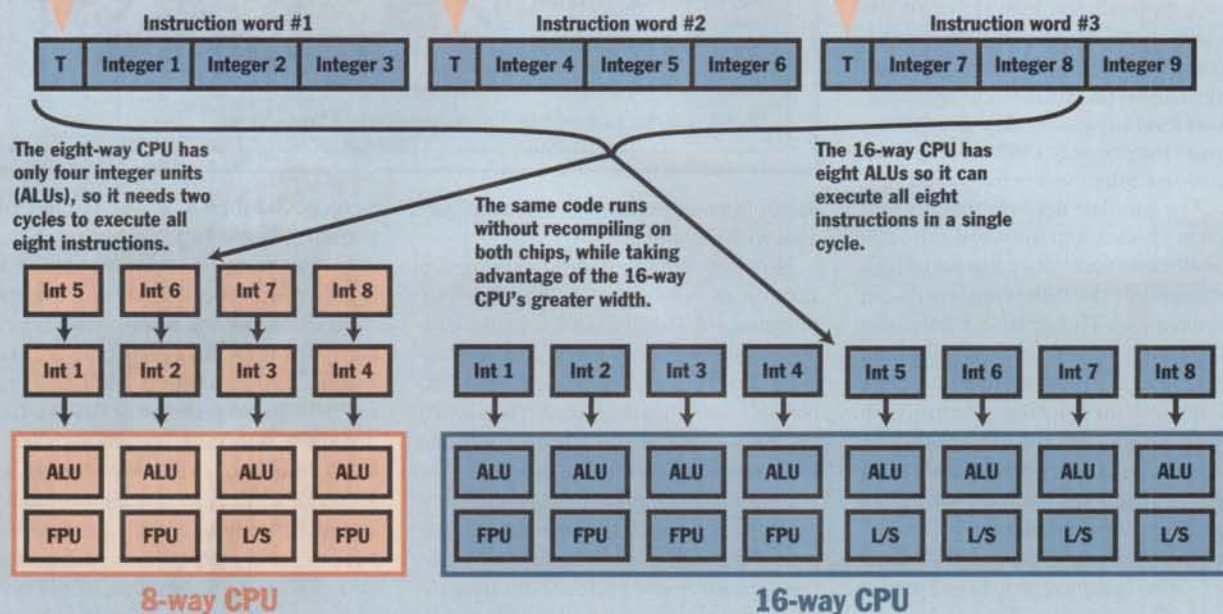 Instruction word #1
Instruction word #2
Instruction word #3
T Integer 1 Integer 2 Integer 3
T Integer 4 Integer 5 Integer 6
T Integer 7 Integer 8 Integer 9
The eight-way CPU has
only four integer units
(ALUs), so it needs two
cycles to execute all
eight instructions.
The same code runs
without recompiling on
both chips, while taking
advantage of the 16-way
CPU's greater width.
The 16-way CPU has
eight ALUs so it can
execute all eight
instructions in a single
cycle.
Int 5 Int 6 Int 7 Int 8
Int 1 Int 2 Int 3 Int 4
ALU ALU ALU ALU
FPU FPU L/S FPU
8-way CPU
Int 1 Int 2 Int 3 Int 4 Int 5 Int 6 Int 7 Int 8
ALU ALU ALU ALU ALU ALU ALU ALU
FPU FPU FPU FPU L/S L/S L/S L/S
16-way CPU